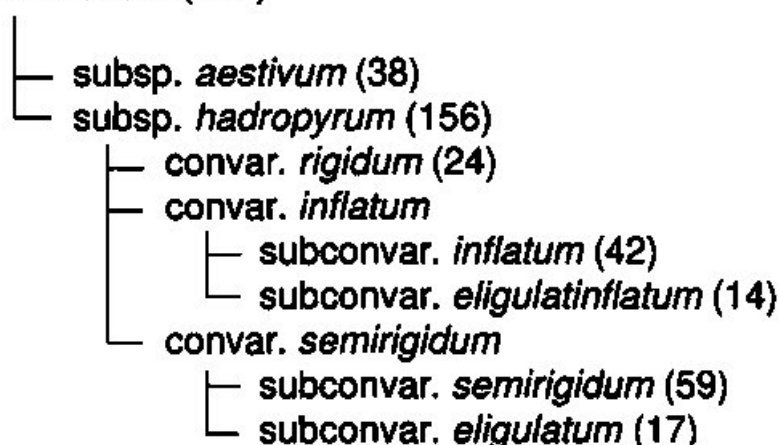 subsp. aestivum (38)
subsp. hadropyrum (156)
convar. rigidum (24)
convar. inflatum
subconvar. inflatum (42)
subconvar. eligulatinflatum (14)
convar. semirigidum
subconvar. semirigidum (59)
subconvar. eligulatum (17)